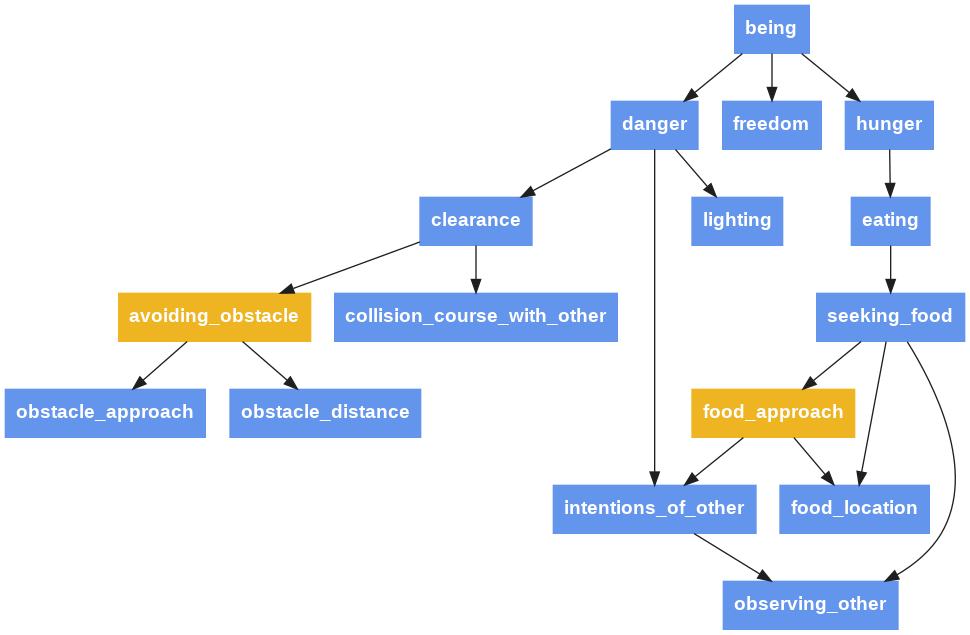 being
danger
freedom
hunger
clearance
lighting
eating
avoiding_obstacle
collision_course_with_other
seeking_food
obstacle_approach
obstacle_distance
food_approach
intentions_of_other
food_location
observing_other